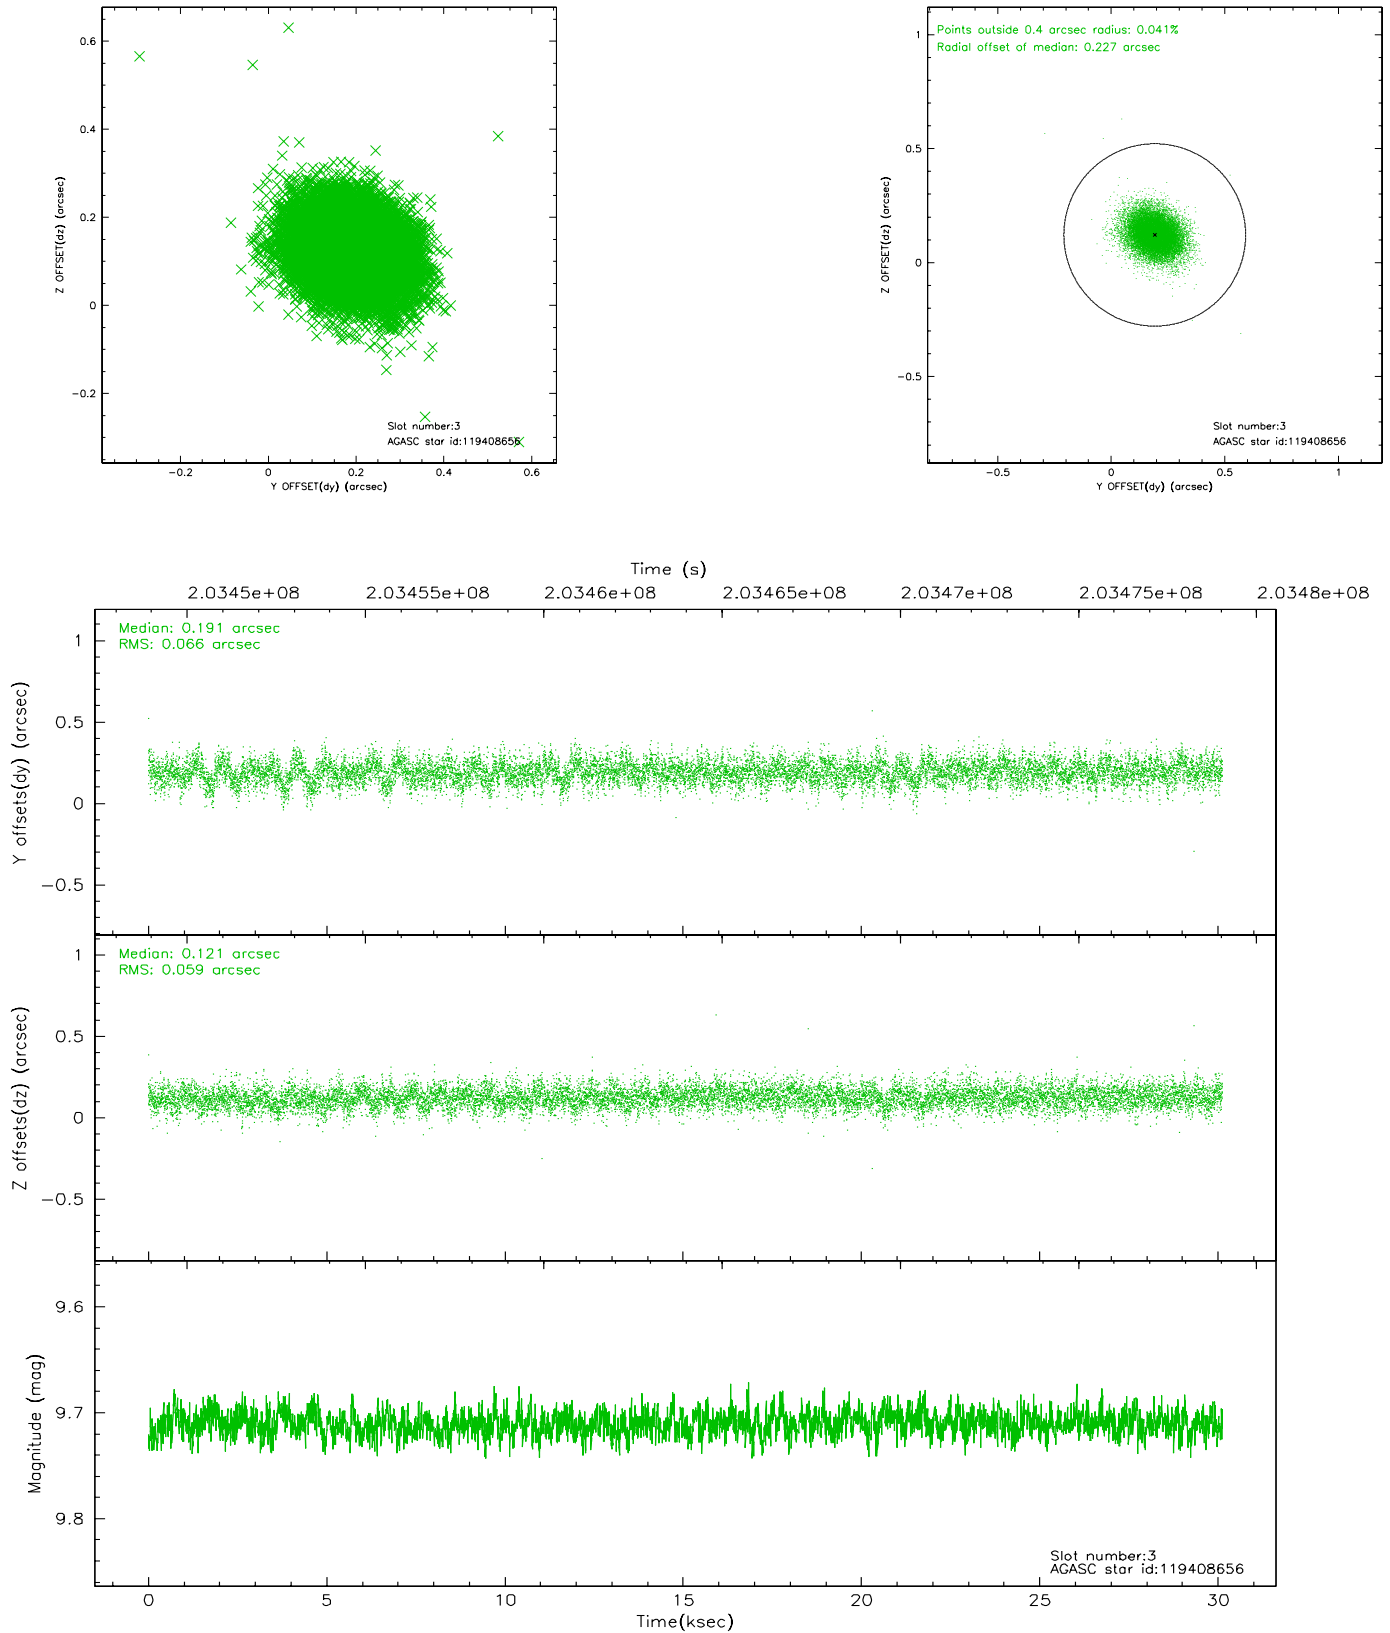 0.6
0.4
0.2
0
−0.2
Z OFFSET(dz) (arcsec)
−0.2 0 0.2 0.4 0.6
Y OFFSET(dy) (arcsec)
Slot number:3
AGASC star id:119408656
Points outside 0.4 arcsec radius: 0.041%
Radial offset of median: 0.227 arcsec
1
0.5
0
−0.5
Z OFFSET(dz) (arcsec)
−0.5 0 0.5 1
Y OFFSET(dy) (arcsec)
Slot number:3
AGASC star id:119408656
Time (s)
2.0345e+08 2.03455e+08 2.0346e+08 2.03465e+08 2.0347e+08 2.03475e+08 2.0348e+08
Median: 0.191 arcsec
RMS: 0.066 arcsec
1
0.5
0
−0.5
Y offsets(dy) (arcsec)
Median: 0.121 arcsec
RMS: 0.059 arcsec
1
0.5
0
−0.5
Z offsets(dz) (arcsec)
9.6
9.7
9.8
Magnitude (mag)
Slot number:3
AGASC star id:119408656
0 5 10 15 20 25 30
Time(ksec)